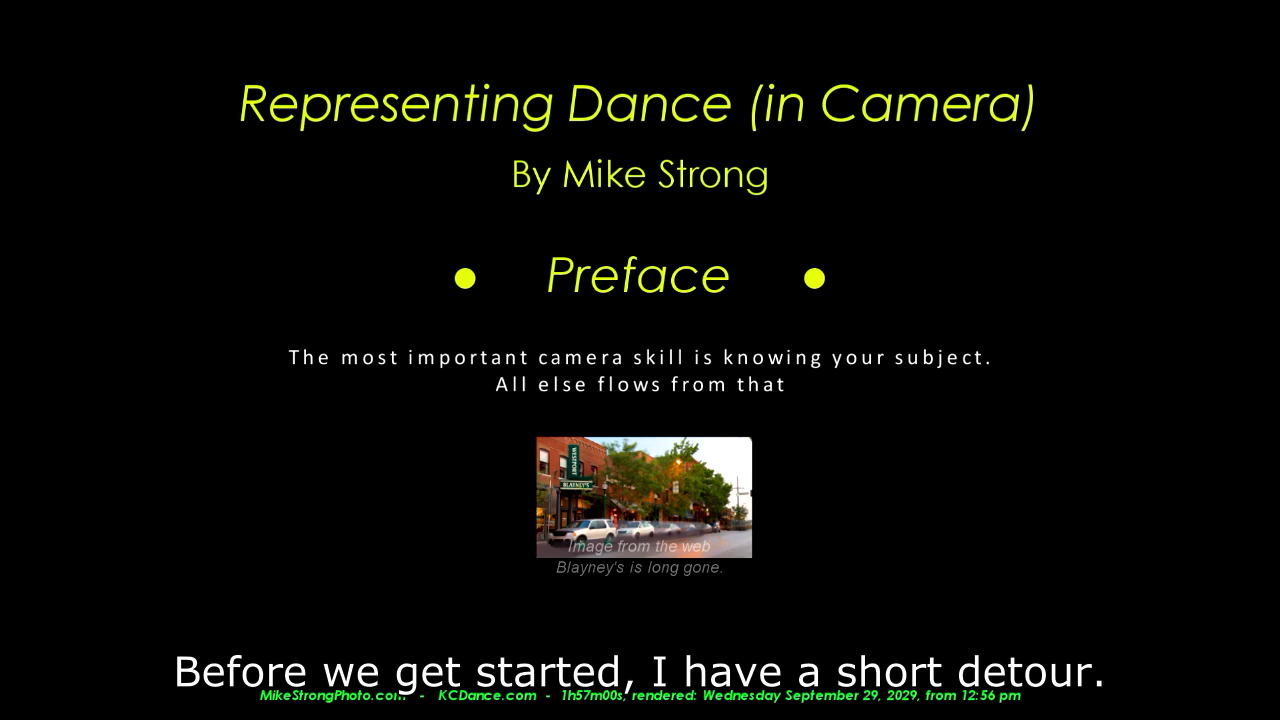 Representing Dance (in Camera)
By Mike Strong
● Preface ●
The most important camera skill is knowing your subject.
All else flows from that
WESTPORT
BLAYNEY'S
Image from the web
Blayney's is long gone.
Before we get started, I have a short detour.
MikeStrongPhoto.com - KCDance.com - 1h57m00s, rendered: Wednesday September 29, 2029, from 12:56 pm